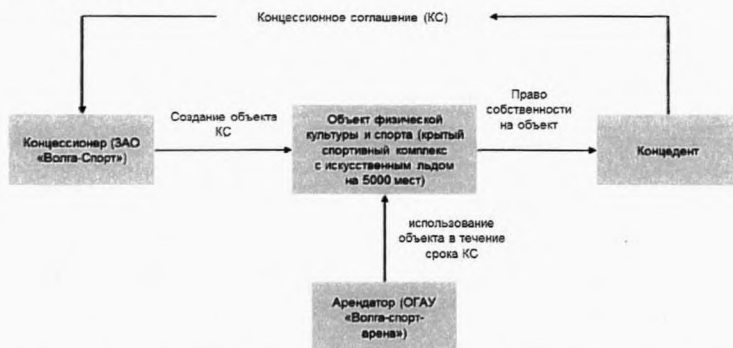 Концессионное соглашение (КС)
Создание объекта
КС
Право
собственности
на объект
Концессионер (ЗАО
«Волга-Спорт»)
Объект физической
культуры и спорта (крытый
спортивный комплекс
с искусственным льдом
на 5000 мест)
Концедент
использование
объекта в течение
срока КС
Арендатор (ОГАУ
«Волга-спорт-
арена»)